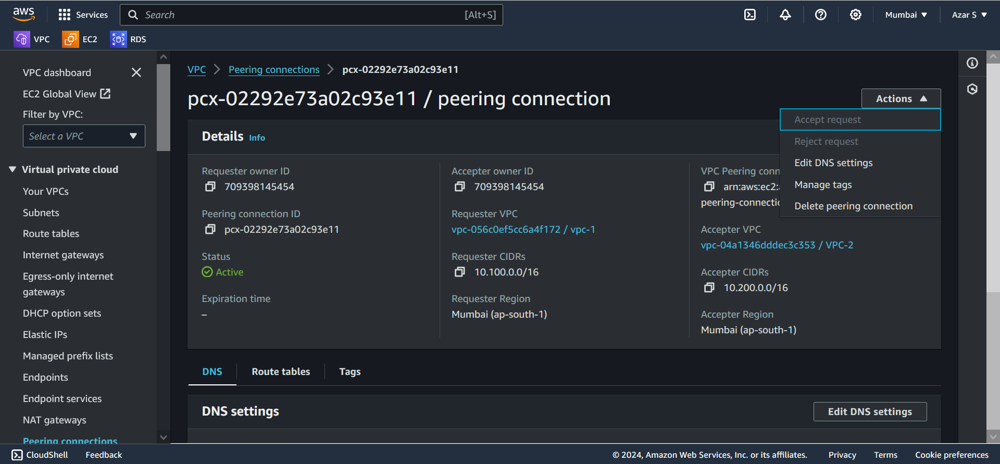 aws
Services
Search
[Alt+S]
Mumbai
Azar S
VPC
EC2
RDS
VPC dashboard
EC2 Global View
Filter by VPC:
Select a VPC
Virtual private cloud
Your VPCs
Subnets
Route tables
Internet gateways
Egress-only internet
gateways
DHCP option sets
Elastic IPs
Managed prefix lists
Endpoints
Endpoint services
NAT gateways
Peering connections
VPC
Peering connections
pcx-02292e73a02c93e11
pcx-02292e73a02c93e11 / peering connection
Actions
Accept request
Reject request
Edit DNS settings
Manage tags
Delete peering connection
Details Info
Requester owner ID
709398145454
Peering connection ID
pcx-02292e73a02c93e11
Status
Active
Expiration time
–
Accepter owner ID
709398145454
Requester VPC
vpc-056c0ef5cc6a4f172 / vpc-1
Requester CIDRs
10.100.0.0/16
Requester Region
Mumbai (ap-south-1)
VPC Peering conn
arn:aws:ec2:
peering-connectio
Accepter VPC
vpc-04a1346dddec3c353 / VPC-2
Accepter CIDRs
10.200.0.0/16
Accepter Region
Mumbai (ap-south-1)
DNS
Route tables
Tags
DNS settings
Edit DNS settings
CloudShell
Feedback
© 2024, Amazon Web Services, Inc. or its affiliates.
Privacy
Terms
Cookie preferences